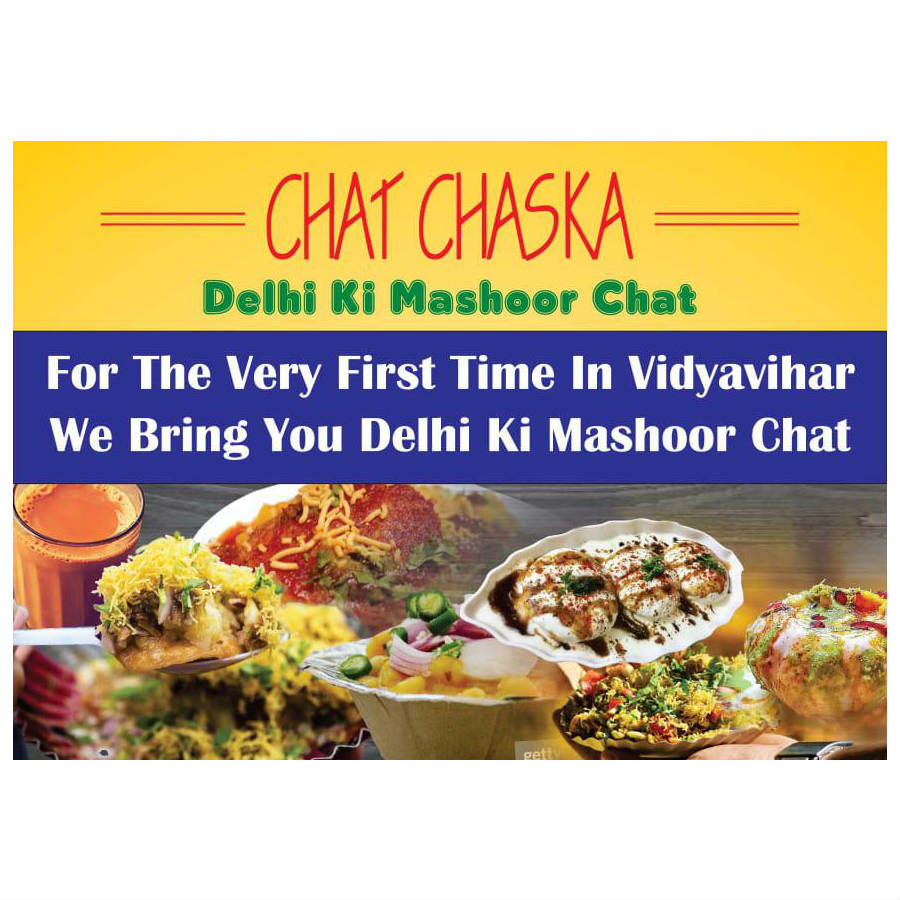 CHAT CHASKA
Delhi Ki Mashoor Chat
For The Very First Time In Vidyavihar
We Bring You Delhi Ki Mashoor Chat
getty